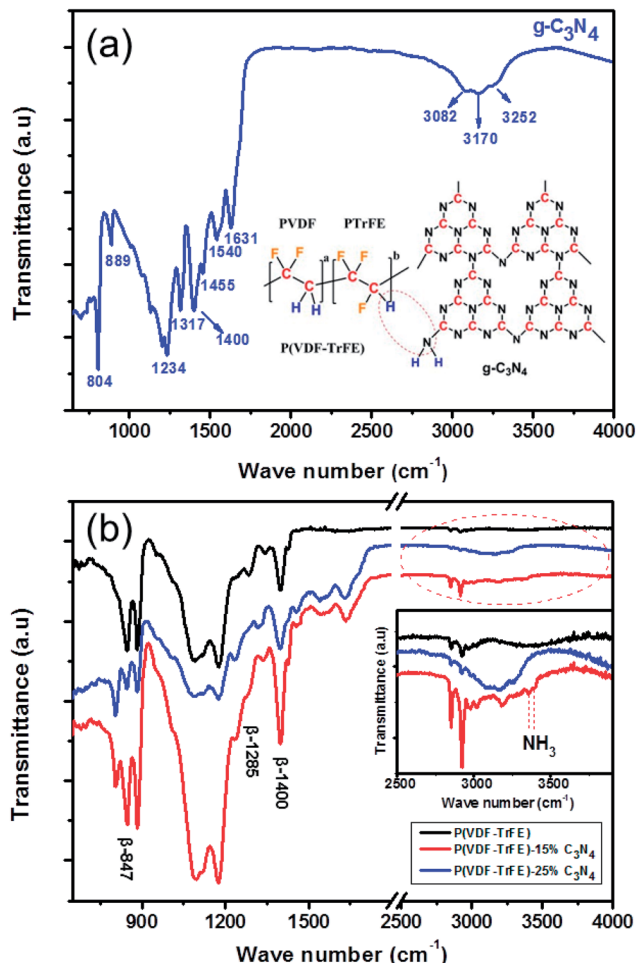 (a)
g-C₃N₄
3082
3252
3170
889
1631
1540
1455
1317
1400
1234
804
PVDF
PTrFE
F
F
F
F
a
b
C
C
C
C
H
H
F
H
P(VDF-TrFE)
N
H
H
g-C₃N₄
Transmittance (a.u)
1000
1500
2000
2500
3000
3500
4000
Wave number (cm⁻¹)
(b)
Transmittance (a.u)
β-847
β-1285
β-1400
Transmittance (a.u)
NH₃
2500
3000
3500
Wave number (cm⁻¹)
P(VDF-TrFE)
P(VDF-TrFE)-15% C₃N₄
P(VDF-TrFE)-25% C₃N₄
900
1200
1500
1800
2500
3000
3500
4000
Wave number (cm⁻¹)